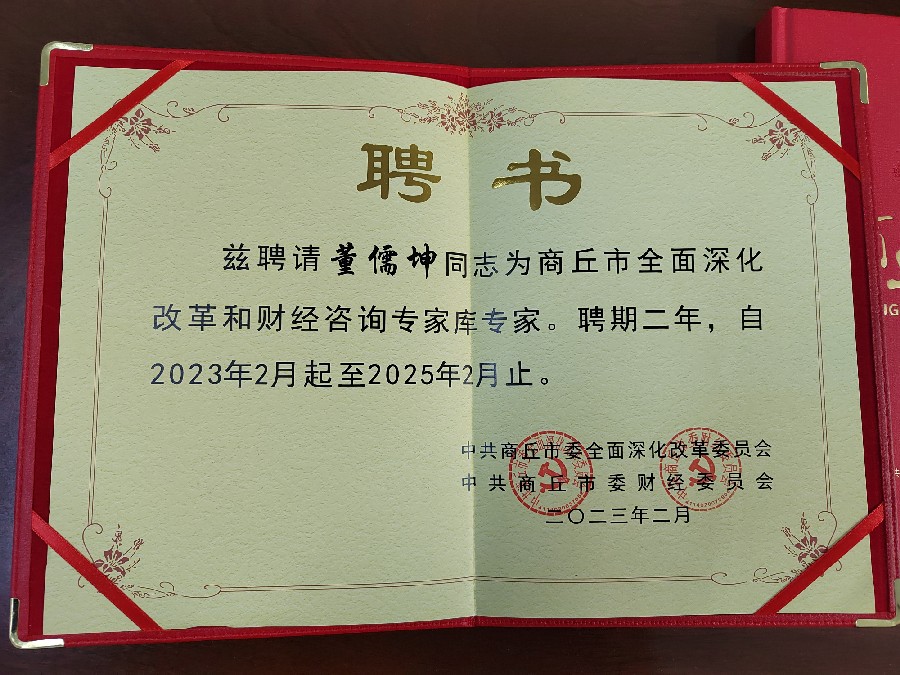 聘书
兹聘请董儒坤同志为商丘市全面深化
改革和财经咨询专家库专家。聘期二年，自
2023年2月起至2025年2月止。
中共商丘市委全面深化改革委员会
中共商丘市委财经委员会
二〇二三年二月